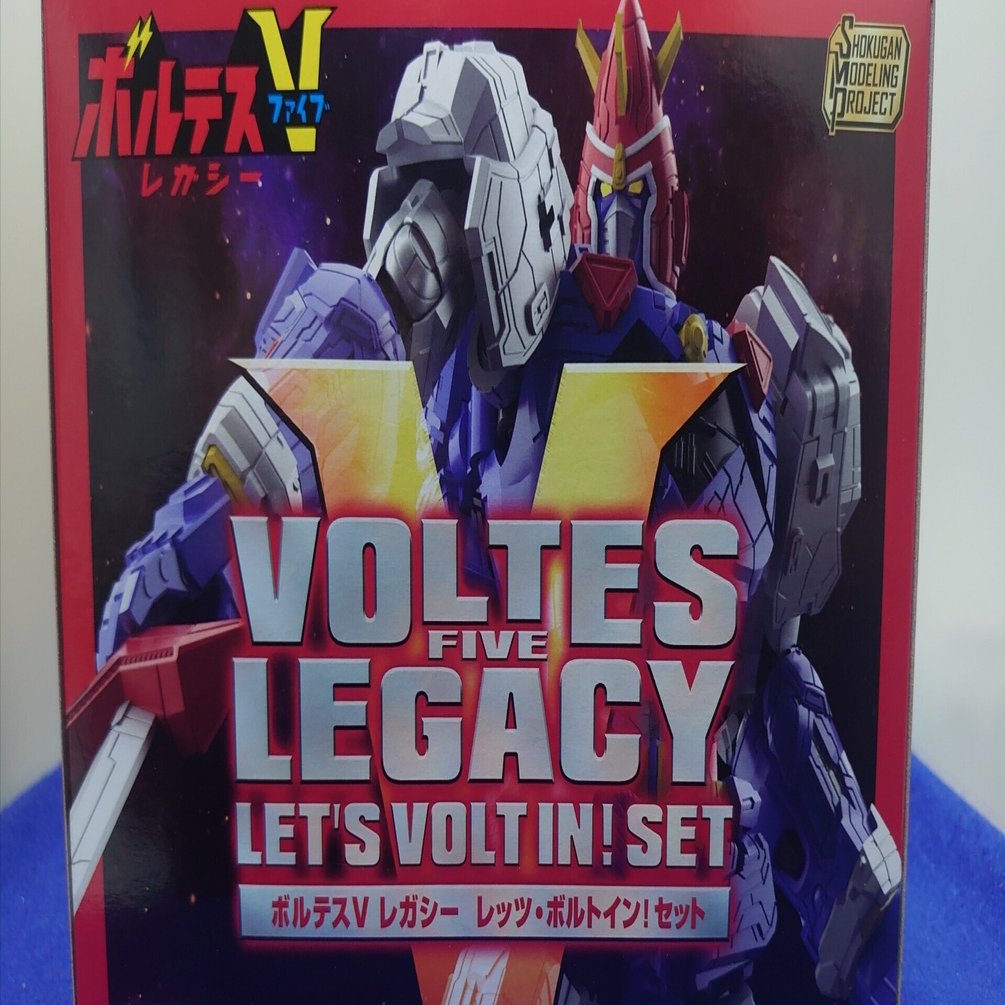 ボルテスV
ファイブ
レガシー
SHOKUGAN
MODELING
PROJECT
VOLTES
FIVE
LEGACY
LET'S VOLT IN! SET
ボルテスV レガシー レッツ・ボルトイン!セット